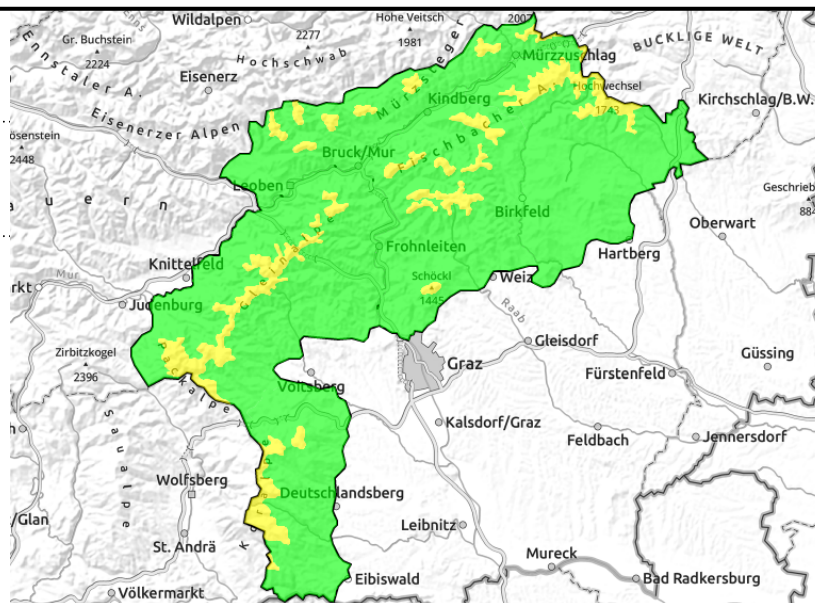 Wildalpen
Hohe Veitsch
1981
2007
2277
Hochschwab
Gr. Buchstein
2224
Ennstaler A.
Eisenerz
Eisenerzer Alpen
Mürzsteger
Mürzzuschlag
BUCKLIGE WELT
Hochwechsel
1743
Kirchschlag/B.W.
Kindberg
Fischbacher A.
Bruck/Mur
2448
Leoben
Geschrieb
884
Birkfeld
Oberwart
Frohnleiten
Hartberg
Knittelfeld
Mur
Gleinalpe
Schöckl
1445
Weiz
Raab
Judenburg
Gleisdorf
Zirbitzkogel
2396
Packalpe
Graz
Güssing
Voitsberg
Fürstenfeld
Saualpe
Kalsdorf/Graz
Feldbach
Jennersdorf
Wolfsberg
Deutschlandsberg
/Glan
Leibnitz
St. Andrä
Mureck
Eibiswald
Bad Radkersburg
Völkermarkt